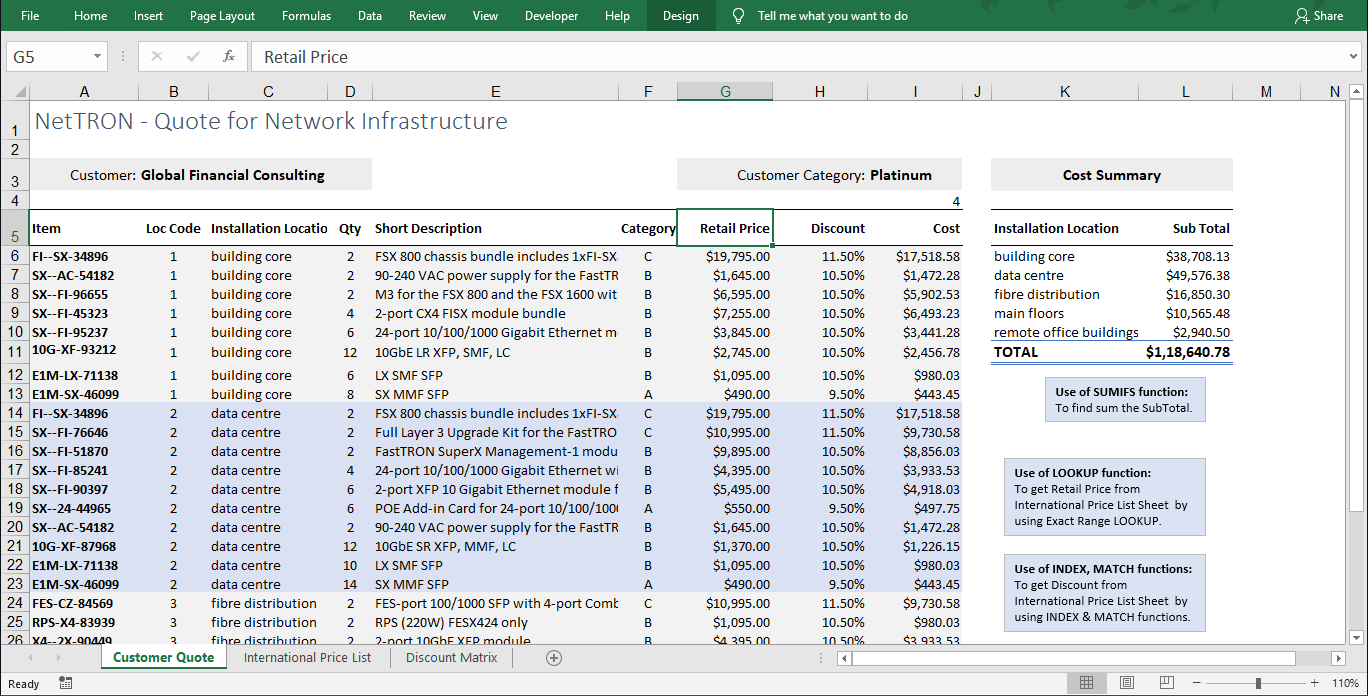 File Home Insert Page Layout Formulas Data Review View Developer Help Design Tell me what you want to do Share
G5 fx Retail Price
A B C D E F G H I J K L M N
1 NetTRON - Quote for Network Infrastructure
2
3 Customer: Global Financial Consulting Customer Category: Platinum Cost Summary
4 4
5 Item Loc Code Installation Locatio Qty Short Description Category Retail Price Discount Cost Installation Location Sub Total
6 FI--SX-34896 1 building core 2 FSX 800 chassis bundle includes 1xFI-SX C $19,795.00 11.50% $17,518.58 building core $38,708.13
7 SX--AC-54182 1 building core 2 90-240 VAC power supply for the FastTR B $1,645.00 10.50% $1,472.28 data centre $49,576.38
8 SX--FI-96655 1 building core 2 M3 for the FSX 800 and the FSX 1600 wit B $6,595.00 10.50% $5,902.53 fibre distribution $16,850.30
9 SX--FI-45323 1 building core 4 2-port CX4 FISX module bundle B $7,255.00 10.50% $6,493.23 main floors $10,565.48
10 SX--FI-95237 1 building core 6 24-port 10/100/1000 Gigabit Ethernet m B $3,845.00 10.50% $3,441.28 remote office buildings $2,940.50
11 10G-XF-93212 1 building core 12 10GbE LR XFP, SMF, LC B $2,745.00 10.50% $2,456.78 TOTAL $1,18,640.78
12 E1M-LX-71138 1 building core 6 LX SMF SFP B $1,095.00 10.50% $980.03
13 E1M-SX-46099 1 building core 8 SX MMF SFP A $490.00 9.50% $443.45 Use of SUMIFS function:
14 FI--SX-34896 2 data centre 2 FSX 800 chassis bundle includes 1xFI-SX C $19,795.00 11.50% $17,518.58 To find sum the SubTotal.
15 SX--FI-76646 2 data centre 2 Full Layer 3 Upgrade Kit for the FastTRO C $10,995.00 11.50% $9,730.58
16 SX--FI-51870 2 data centre 2 FastTRON SuperX Management-1 modu B $9,895.00 10.50% $8,856.03
17 SX--FI-85241 2 data centre 4 24-port 10/100/1000 Gigabit Ethernet wi B $4,395.00 10.50% $3,933.53 Use of LOOKUP function:
18 SX--FI-90397 2 data centre 6 2-port XFP 10 Gigabit Ethernet module f B $5,495.00 10.50% $4,918.03 To get Retail Price from
19 SX--24-44965 2 data centre 6 POE Add-in Card for 24-port 10/100/100 A $550.00 9.50% $497.75 International Price List Sheet by
20 SX--AC-54182 2 data centre 2 90-240 VAC power supply for the FastTR B $1,645.00 10.50% $1,472.28 using Exact Range LOOKUP.
21 10G-XF-87968 2 data centre 12 10GbE SR XFP, MMF, LC B $1,370.00 10.50% $1,226.15
22 E1M-LX-71138 2 data centre 10 LX SMF SFP B $1,095.00 10.50% $980.03 Use of INDEX, MATCH functions:
23 E1M-SX-46099 2 data centre 14 SX MMF SFP A $490.00 9.50% $443.45 To get Discount from
24 FES-CZ-84569 3 fibre distribution 2 FES-port 100/1000 SFP with 4-port Comb C $10,995.00 11.50% $9,730.58 International Price List Sheet by
25 RPS-X4-83939 3 fibre distribution 2 RPS (220W) FESX424 only B $1,095.00 10.50% $980.03 using INDEX & MATCH functions.
26 X4--2X-90449 3 fibre distribution 2 2-port 10GbE XFP module B $4,395.00 10.50% $3,933.53
Customer Quote International Price List Discount Matrix
Ready 110%